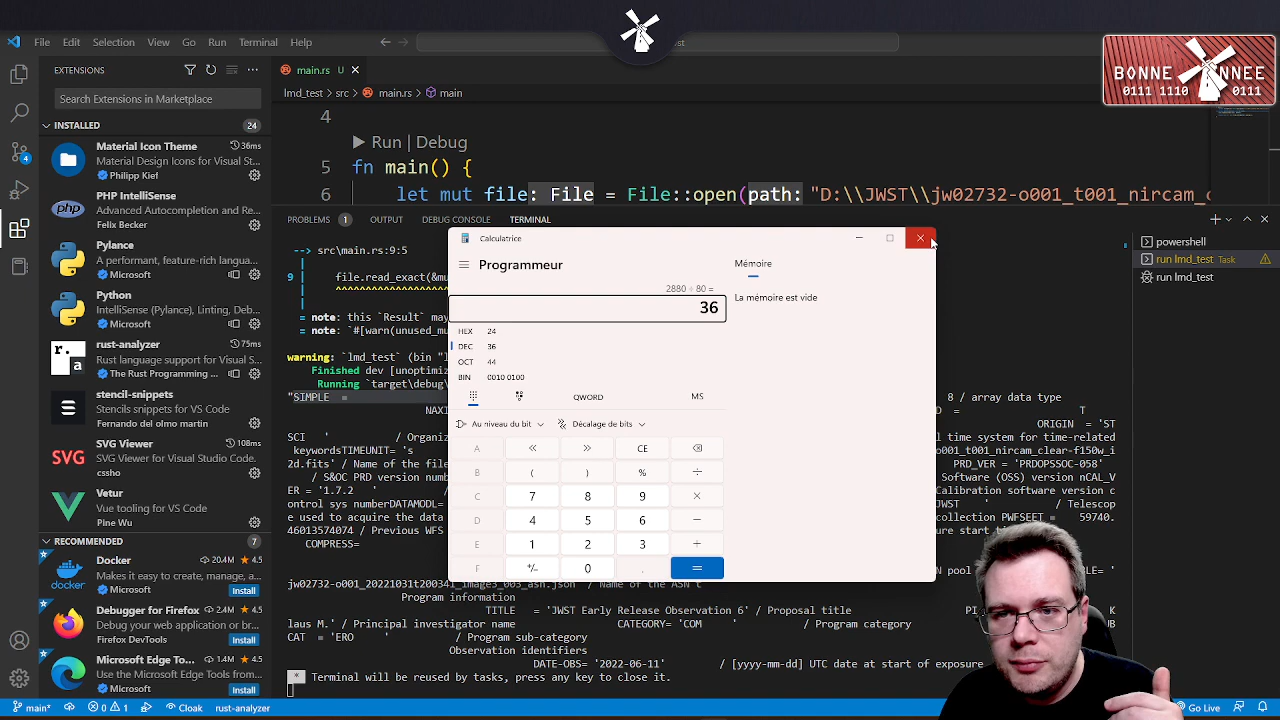 File Edit Selection View Go Run Terminal Help
st
BONNE NNEE
0111 1110 0111
EXTENSIONS
Search Extensions in Marketplace
INSTALLED 24
Material Icon Theme 36ms
Material Design Icons for Visual St...
Philipp Kief
PHP IntelliSense
Advanced Autocompletion and Re...
Felix Becker
Pylance
A performant, feature-rich langua...
Microsoft
Python
IntelliSense (Pylance), Linting, De...
Microsoft
rust-analyzer
Rust language support for Visual S...
The Rust Programming ...
stencil-snippets
Stencils snippets for VS Code
Fernando del olmo martin
SVG Viewer 108ms
SVG Viewer for Visual Studio Code.
cssho
Vetur
Vue tooling for VS Code
Pine Wu
RECOMMENDED 7
Docker 20.4M 4.5
Makes it easy to create, manage, a...
Microsoft Install
Debugger for Firefox 2.4M 4.5
Debug your web application or br...
Firefox DevTools Install
Microsoft Edge To... 1.4M 4.5
Use the Microsoft Edge Tools from...
Microsoft Install
main.rs U
lmd_test > src > main.rs > main
4
Run | Debug
5 fn main() {
6 let mut file: File = File::open(path: "D:\\JWST\\jw02732-o001_t001_nircam_c
PROBLEMS 1 OUTPUT DEBUG CONSOLE TERMINAL
powershell
run lmd_test Task
run lmd_test
--> src\main.rs:9:5
9 | file.read_exact(&mu
= note: this `Result` may
= note: `#[warn(unused_mu
warning: `lmd_test` (bin "l
Finished dev [unoptimi
Running `target\debug\
"SIMPLE = 8 / array data type
NAXI T
ORIGIN = 'ST
SCI ' / Organiz l time system for time-related
keywordsTIMEUNIT= 's t001_nircam_clear-f150w_i
2d.fits' / Name of the f PRD_VER = 'PRDOPSSOC-058'
/ S&OC PRD version OSS software version) nCAL_V
ER = '1.7.2 ' Calibration software version c
ontrol sys numberDATAMODL= 'JWST ' / Telescop
e used to acquire the data collection PWFSEET = 59740.
46013574074 / Previous WFS
COMPRESS=
jw02732-o001_20221031t200341_image3_003_asn.json' / Name of the ASN t
Program information
TITLE = 'JWST Early Release Observation 6' / Proposal title
laus M.' / Principal investigator name CATEGORY= 'COM ' / Program category
CAT = 'ERO ' / Program sub-category
Observation identifiers
DATE-OBS= '2022-06-11' / [yyyy-mm-dd] UTC date at start of exposure
* Terminal will be reused by tasks, press any key to close it.
Calculatrice
Programmeur
2880 ÷ 80 =
36
HEX 24
DEC 36
OCT 44
BIN 0010 0100
QWORD MS
Au niveau du bit Décalage de bits
A << >> CE
B ( ) % ÷
C 7 8 9 ×
D 4 5 6 −
E 1 2 3 +
F +/− 0 . =
Mémoire
La mémoire est vide
main* 0 1 Cloak rust-analyzer Go Live